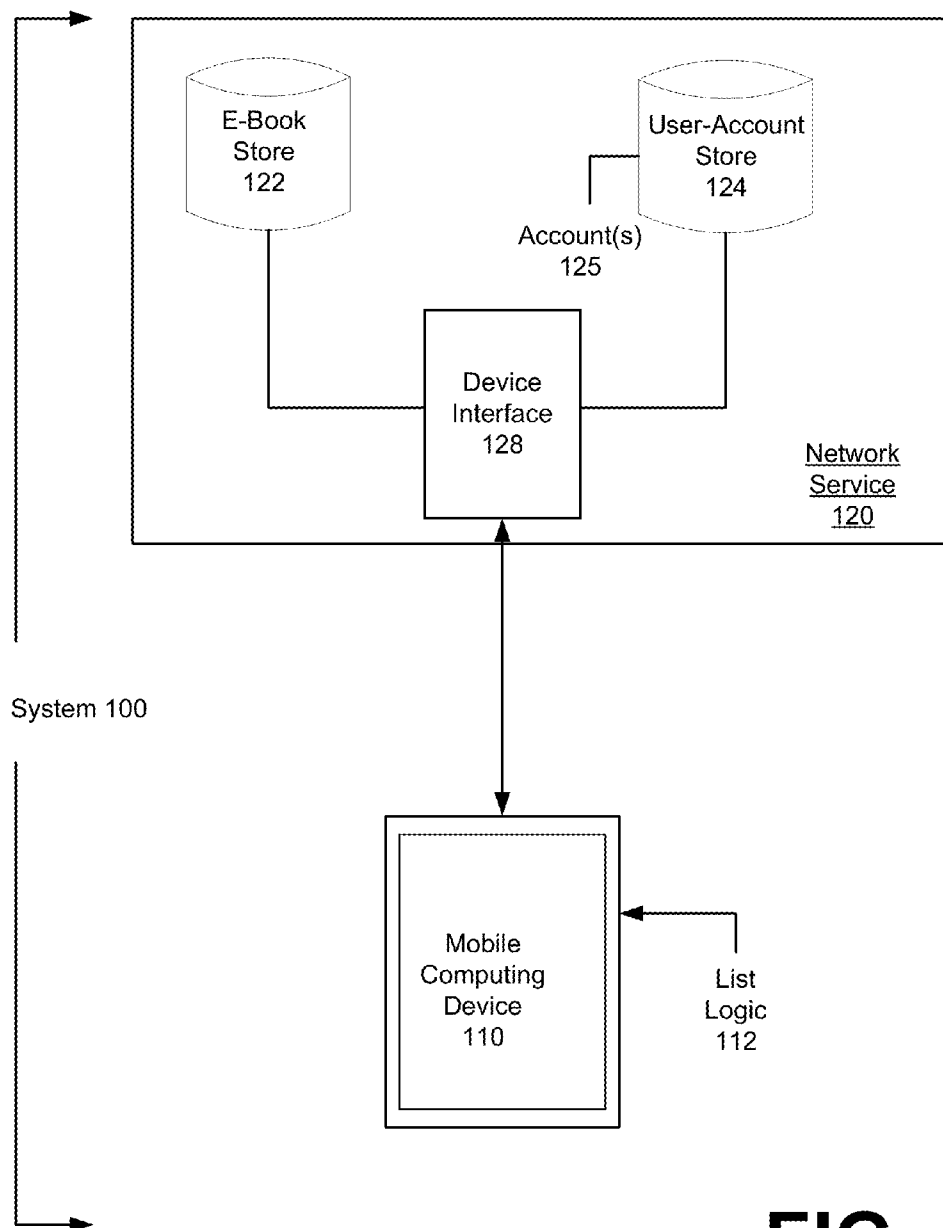 E-Book
Store
122
User-Account
Store
124
Account(s)
125
Device
Interface
128
Network
Service
120
System 100
Mobile
Computing
Device
110
List
Logic
112
FIG